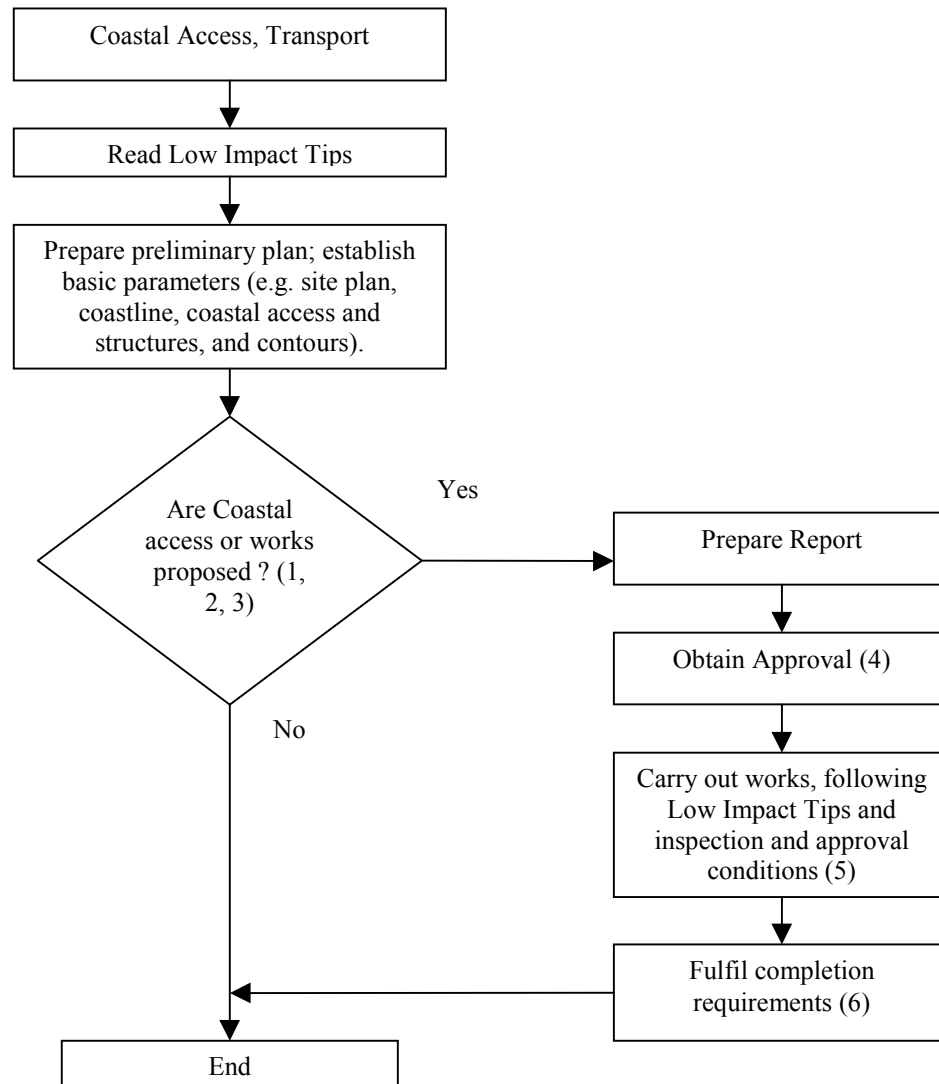 Coastal Access, Transport
Read Low Impact Tips
Prepare preliminary plan; establish
basic parameters (e.g. site plan,
coastline, coastal access and
structures, and contours).
Are Coastal
access or works
proposed ? (1,
2, 3)
Yes
No
Prepare Report
Obtain Approval (4)
Carry out works, following
Low Impact Tips and
inspection and approval
conditions (5)
Fulfil completion
requirements (6)
End